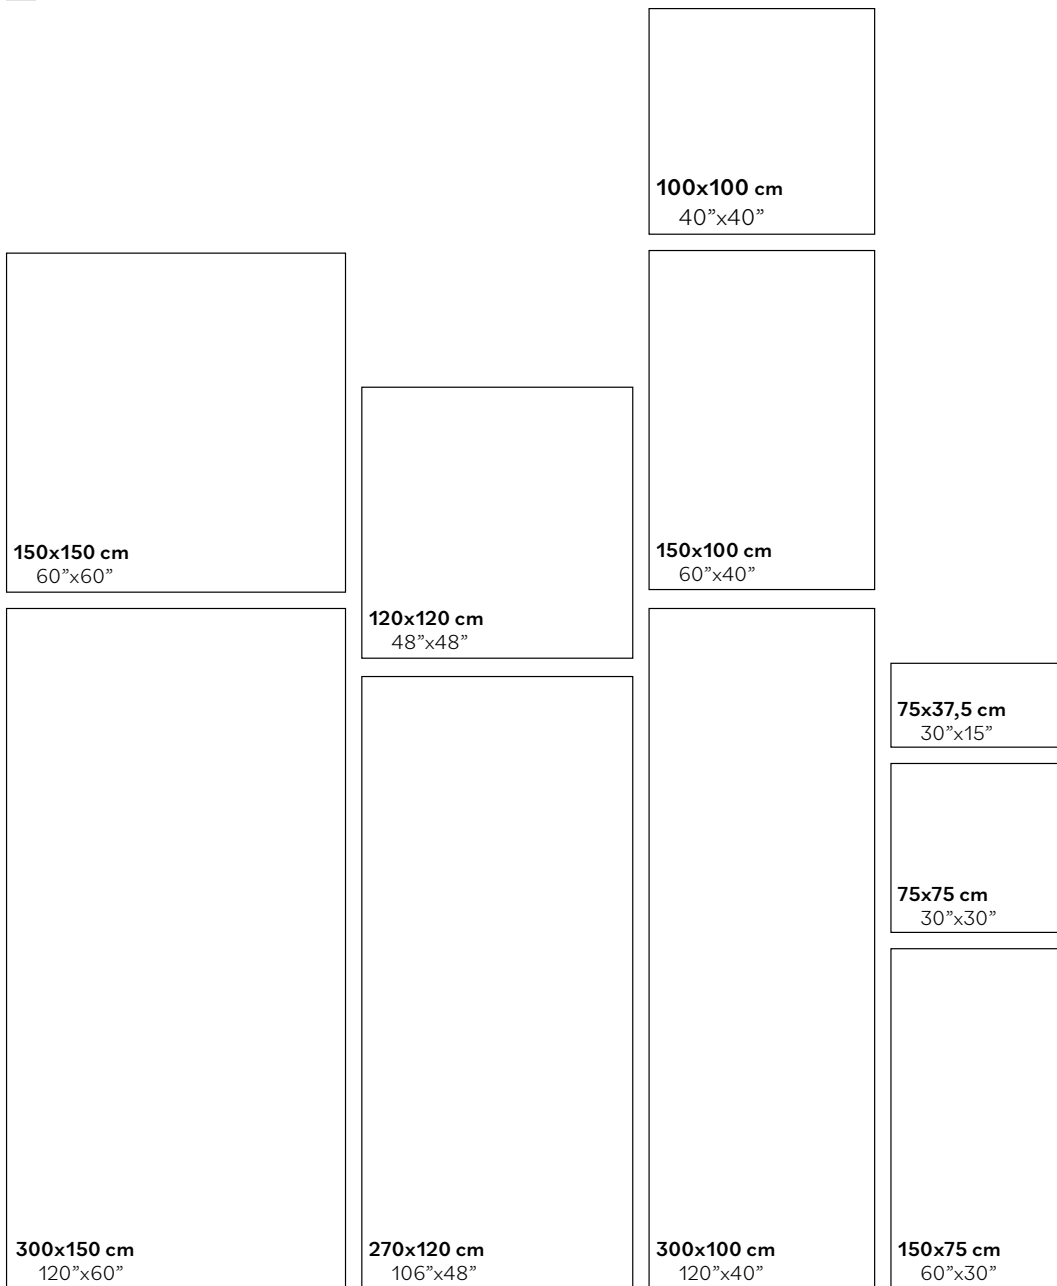 100x100 cm
40”x40”
150x150 cm
60”x60”
150x100 cm
60”x40”
120x120 cm
48”x48”
75x37,5 cm
30”x15”
75x75 cm
30”x30”
300x150 cm
120”x60”
270x120 cm
106”x48”
300x100 cm
120”x40”
150x75 cm
60”x30”